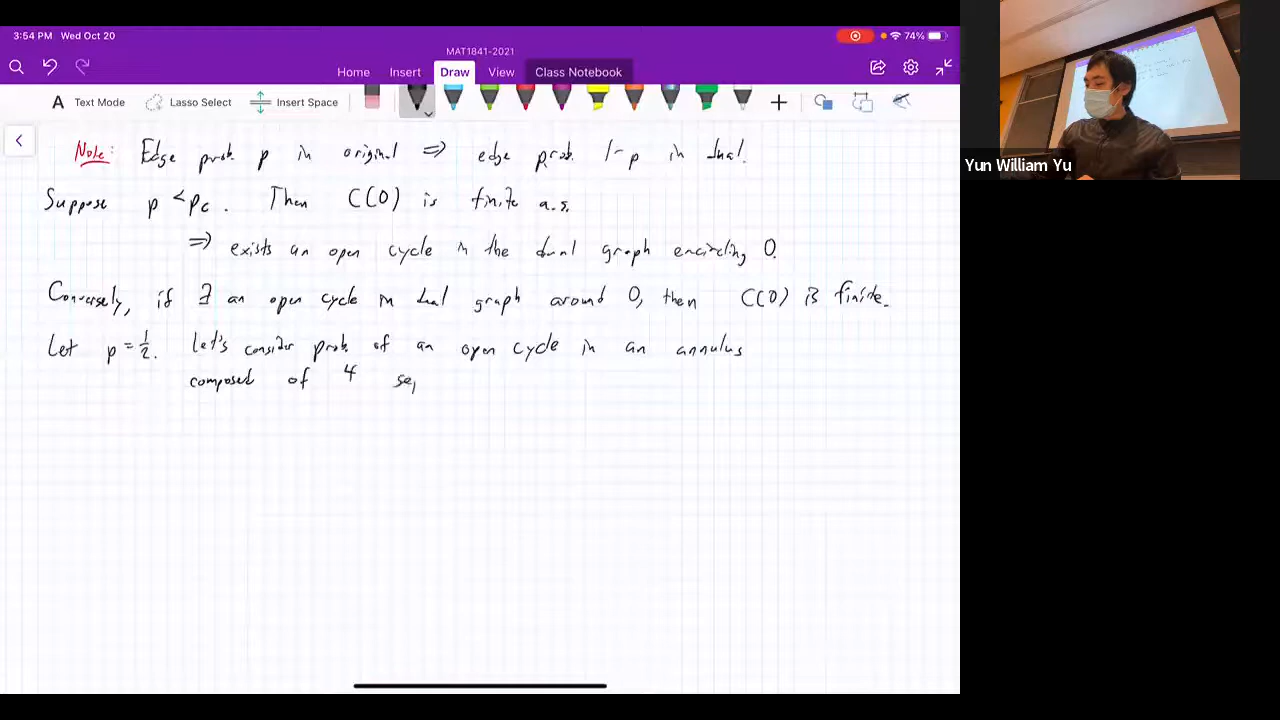 3:54 PM Wed Oct 20
74%
MAT1841-2021
Home Insert Draw View Class Notebook
A Text Mode Lasso Select Insert Space
Note: Edge prob. p in original ⇒ edge prob. 1-p in dual.
Suppose p < p_c. Then C(0) is finite a.s.
⇒ exists an open cycle in the dual graph encircling 0.
Conversely, if ∃ an open cycle in dual graph around 0, then C(0) is finite.
Let p = 1/2. Let's consider prob. of an open cycle in an annulus
composed of 4
Yun William Yu